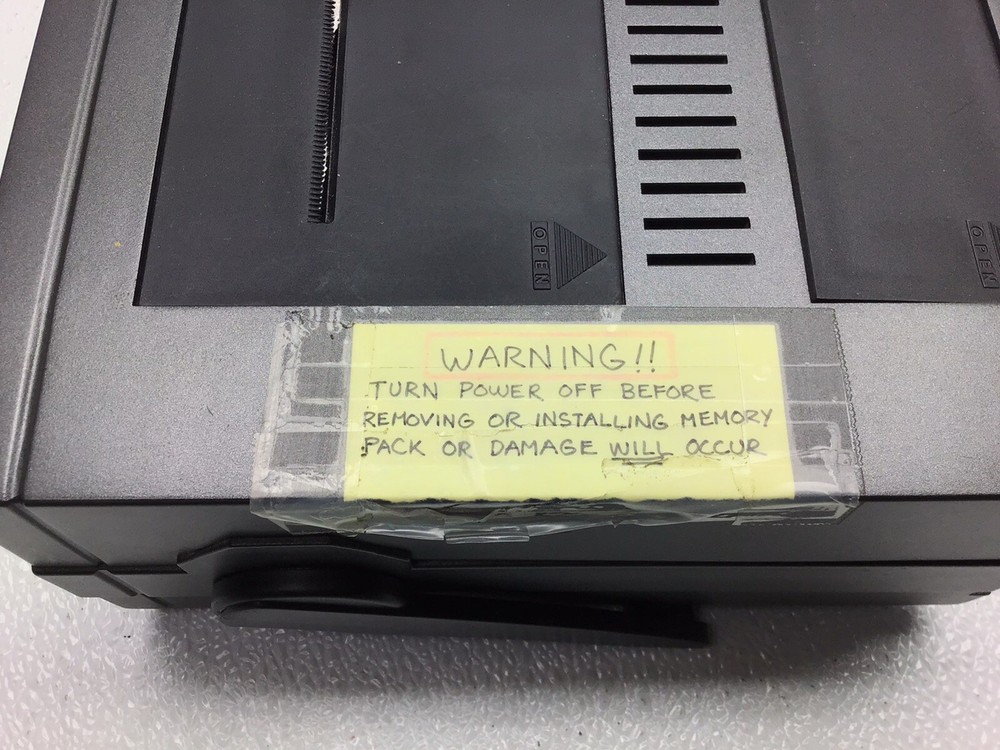 OPEN
OPEN
WARNING!!
TURN POWER OFF BEFORE
REMOVING OR INSTALLING MEMORY
PACK OR DAMAGE WILL OCCUR